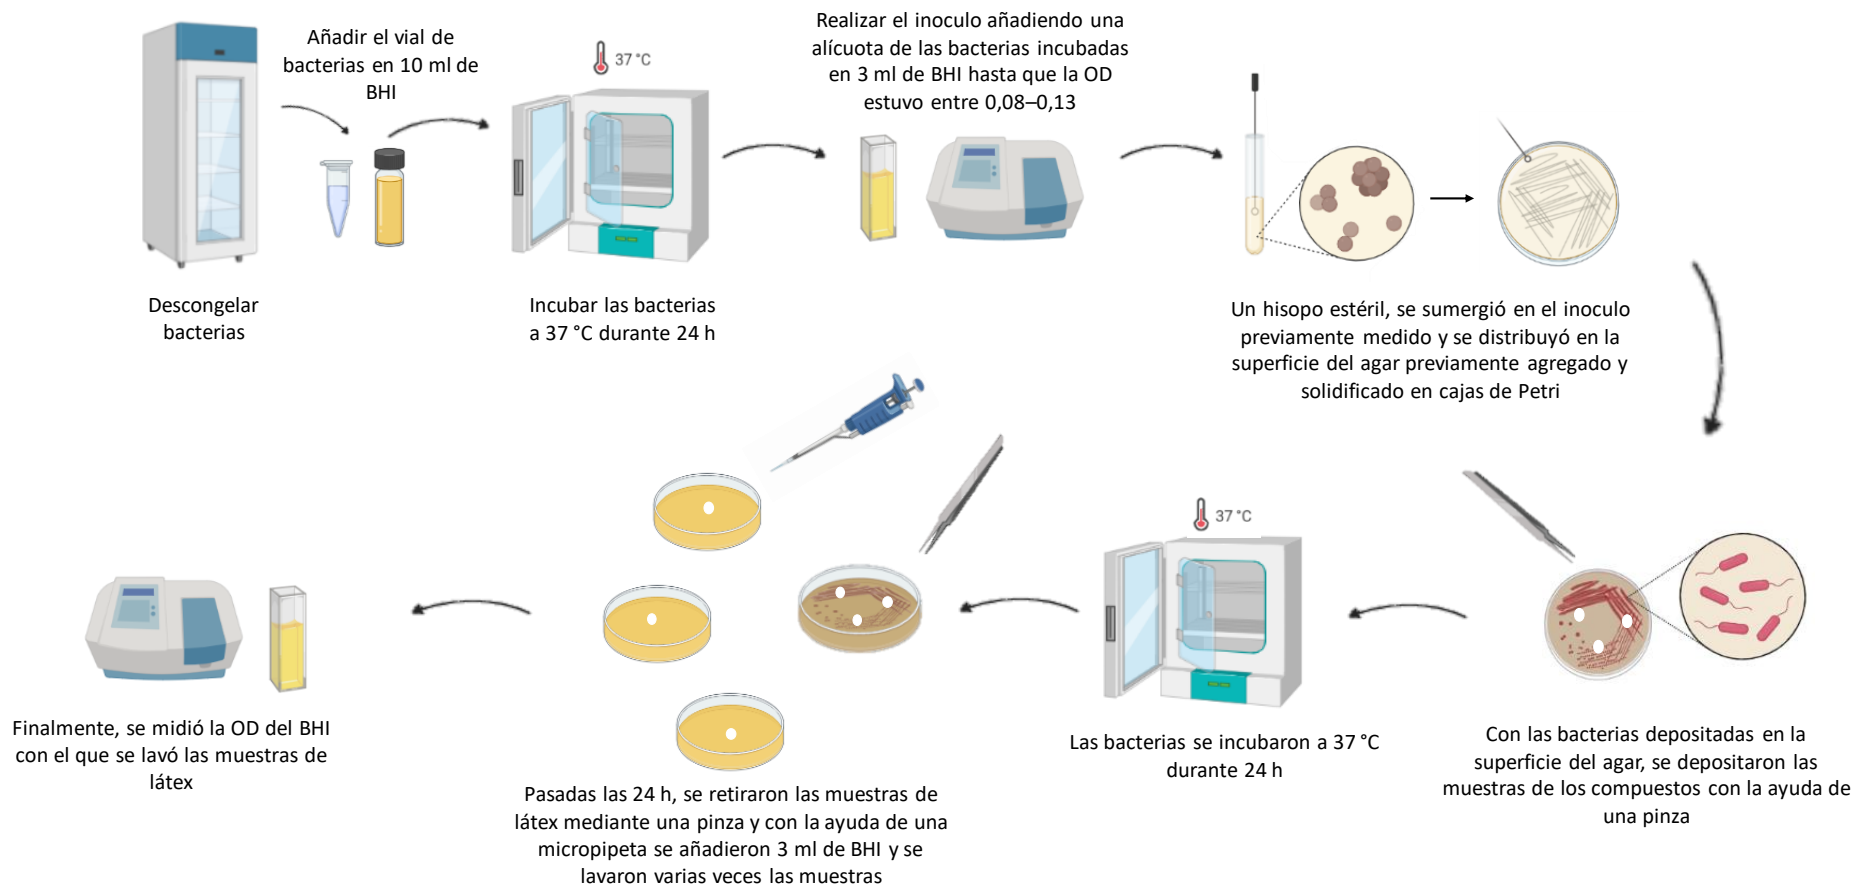 Descongelar
bacterias
Añadir el vial de
bacterias en 10 ml de
BHI
37 °C
Incubar las bacterias
a 37 °C durante 24 h
Realizar el inoculo añadiendo una
alícuota de las bacterias incubadas
en 3 ml de BHI hasta que la OD
estuvo entre 0,08–0,13
Un hisopo estéril, se sumergió en el inoculo
previamente medido y se distribuyó en la
superficie del agar previamente agregado y
solidificado en cajas de Petri
Con las bacterias depositadas en la
superficie del agar, se depositaron las
muestras de los compuestos con la ayuda de
una pinza
37 °C
Las bacterias se incubaron a 37 °C
durante 24 h
Pasadas las 24 h, se retiraron las muestras de
látex mediante una pinza y con la ayuda de una
micropipeta se añadieron 3 ml de BHI y se
lavaron varias veces las muestras
Finalmente, se midió la OD del BHI
con el que se lavó las muestras de
látex